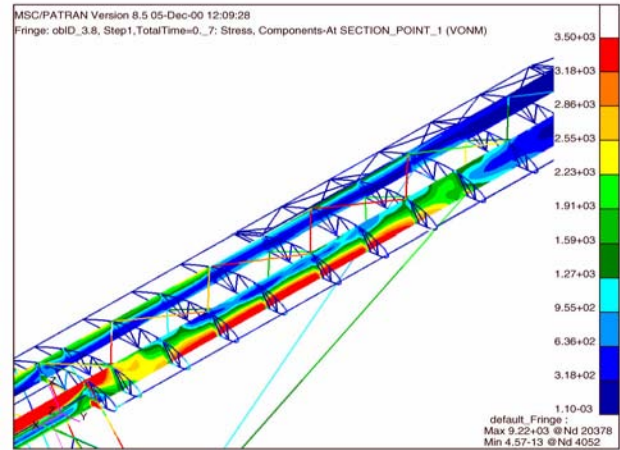 MSC/PATRAN Version 8.5 05-Dec-00 12:09:28
Fringe: oblD_3.8, Step1,TotalTime=0._7: Stress, Components-At SECTION_POINT_1 (VONM)
3.50+03
3.18+03
2.86+03
2.55+03
2.23+03
1.91+03
1.59+03
1.27+03
9.55+02
6.36+02
3.18+02
1.10-03
default_Fringe :
Max 9.22+03 @Nd 20378
Min 4.57-13 @Nd 4052
Z
Y
X